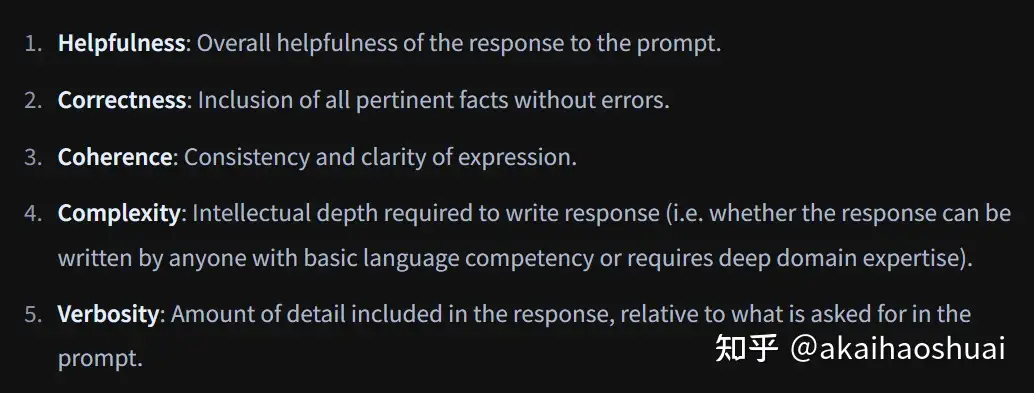 1. Helpfulness: Overall helpfulness of the response to the prompt.
2. Correctness: Inclusion of all pertinent facts without errors.
3. Coherence: Consistency and clarity of expression.
4. Complexity: Intellectual depth required to write response (i.e. whether the response can be
written by anyone with basic language competency or requires deep domain expertise).
5. Verbosity: Amount of detail included in the response, relative to what is asked for in the
prompt.
知乎 @akaihaoshuai